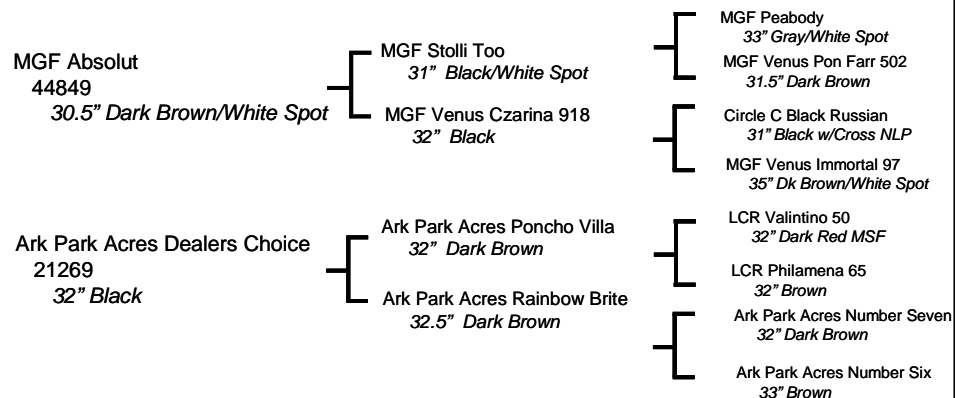 MGF Absolut
44849
30.5” Dark Brown/White Spot
MGF Stolli Too
31” Black/White Spot
MGF Venus Czarina 918
32” Black
MGF Peabody
33” Gray/White Spot
MGF Venus Pon Farr 502
31.5” Dark Brown
Circle C Black Russian
31” Black w/Cross NLP
MGF Venus Immortal 97
35” Dk Brown/White Spot
Ark Park Acres Dealers Choice
21269
32” Black
Ark Park Acres Poncho Villa
32” Dark Brown
Ark Park Acres Rainbow Brite
32.5” Dark Brown
LCR Valintino 50
32” Dark Red MSF
LCR Philamena 65
32” Brown
Ark Park Acres Number Seven
32” Dark Brown
Ark Park Acres Number Six
33” Brown